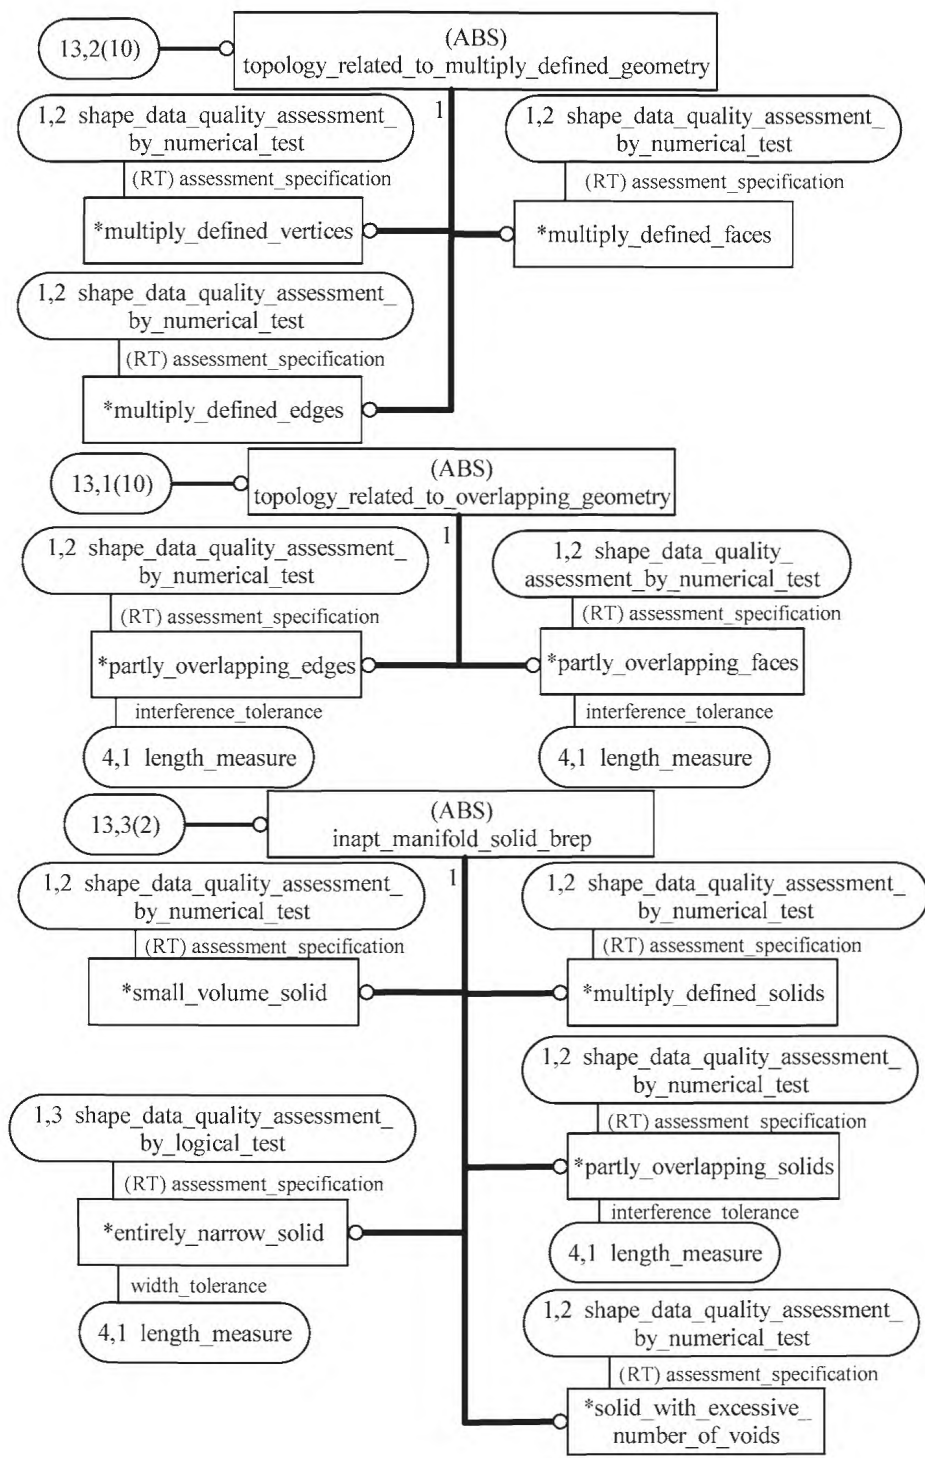 13,2(10)
(ABS)
topology_related_to_multiply_defined_geometry
1
1,2 shape_data_quality_assessment_
by_numerical_test
(RT) assessment_specification
*multiply_defined_vertices
1,2 shape_data_quality_assessment_
by_numerical_test
(RT) assessment_specification
*multiply_defined_faces
1,2 shape_data_quality_assessment_
by_numerical_test
(RT) assessment_specification
*multiply_defined_edges
13,1(10)
(ABS)
topology_related_to_overlapping_geometry
1
1,2 shape_data_quality_assessment_
by_numerical_test
(RT) assessment_specification
*partly_overlapping_edges
interference_tolerance
4,1 length_measure
1,2 shape_data_quality_
assessment_by_numerical_test
(RT) assessment_specification
*partly_overlapping_faces
interference_tolerance
4,1 length_measure
13,3(2)
(ABS)
inapt_manifold_solid_brep
1
1,2 shape_data_quality_assessment_
by_numerical_test
(RT) assessment_specification
*small_volume_solid
1,2 shape_data_quality_assessment_
by_numerical_test
(RT) assessment_specification
*multiply_defined_solids
1,2 shape_data_quality_assessment_
by_numerical_test
(RT) assessment_specification
*partly_overlapping_solids
interference_tolerance
4,1 length_measure
1,3 shape_data_quality_assessment_
by_logical_test
(RT) assessment_specification
*entirely_narrow_solid
width_tolerance
4,1 length_measure
1,2 shape_data_quality_assessment_
by_numerical_test
(RT) assessment_specification
*solid_with_excessive_
number_of_voids